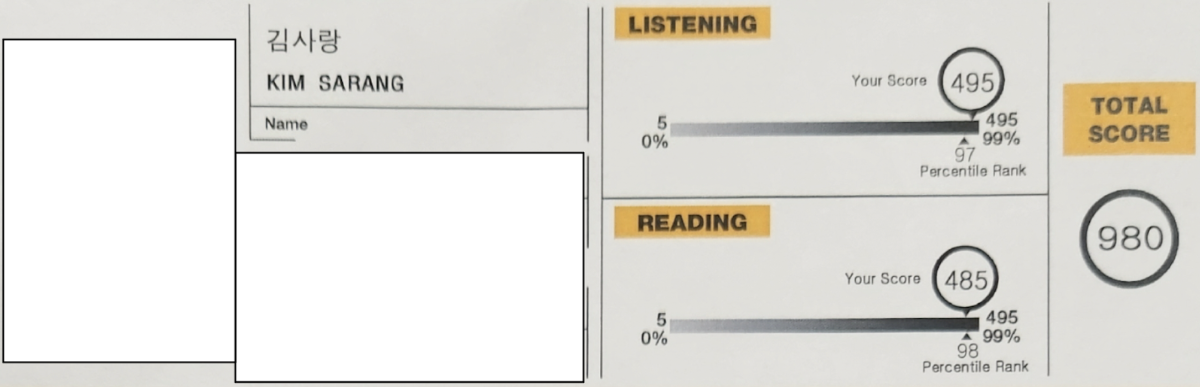 김사랑
KIM SARANG
Name
LISTENING
Your Score 495
5 495
0% 99%
97
Percentile Rank
READING
Your Score 485
5 495
0% 99%
98
Percentile Rank
TOTAL
SCORE
980